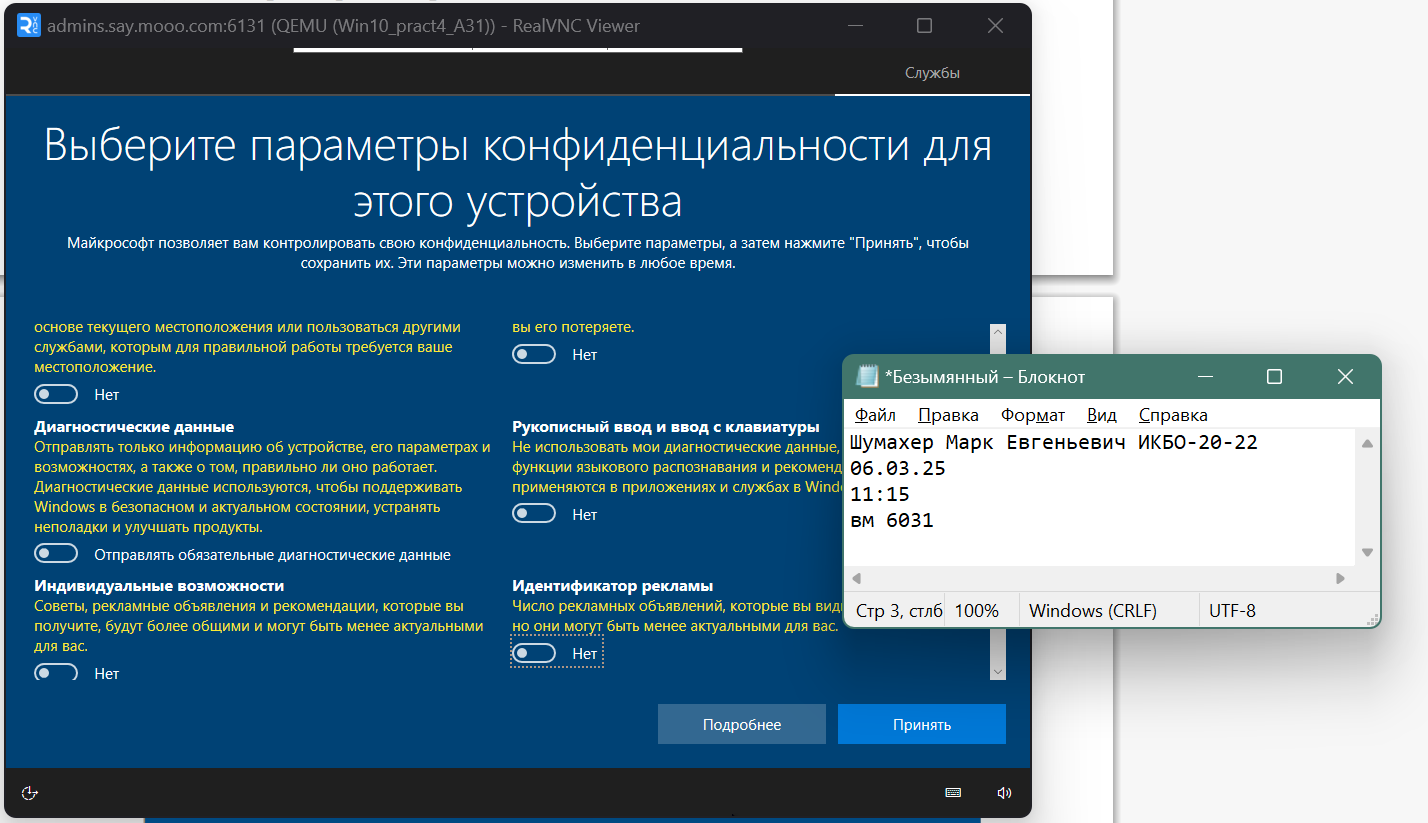 admins.say.mooo.com:6131 (QEMU (Win10_pract4_A31)) - RealVNC Viewer
Службы
Выберите параметры конфиденциальности для
этого устройства
Майкрософт позволяет вам контролировать свою конфиденциальность. Выберите параметры, а затем нажмите "Принять", чтобы
сохранить их. Эти параметры можно изменить в любое время.
основе текущего местоположения или пользоваться другими
службами, которым для правильной работы требуется ваше
местоположение.
Нет
вы его потеряете.
Нет
Диагностические данные
Отправлять только информацию об устройстве, его параметрах и
возможностях, а также о том, правильно ли оно работает.
Диагностические данные используются, чтобы поддерживать
Windows в безопасном и актуальном состоянии, устранять
неполадки и улучшать продукты.
Отправлять обязательные диагностические данные
Рукописный ввод и ввод с клавиатуры
Не использовать мои диагностические данные,
функции языкового распознавания и рекоменд
применяются в приложениях и службах в Windo
Нет
Индивидуальные возможности
Советы, рекламные объявления и рекомендации, которые вы
получите, будут более общими и могут быть менее актуальными
для вас.
Нет
Идентификатор рекламы
Число рекламных объявлений, которые вы вид
но они могут быть менее актуальными для вас.
Нет
Подробнее
Принять
*Безымянный – Блокнот
Файл Правка Формат Вид Справка
Шумахер Марк Евгеньевич ИКБО-20-22
06.03.25
11:15
вм 6031
Стр 3, стлб 100% Windows (CRLF) UTF-8